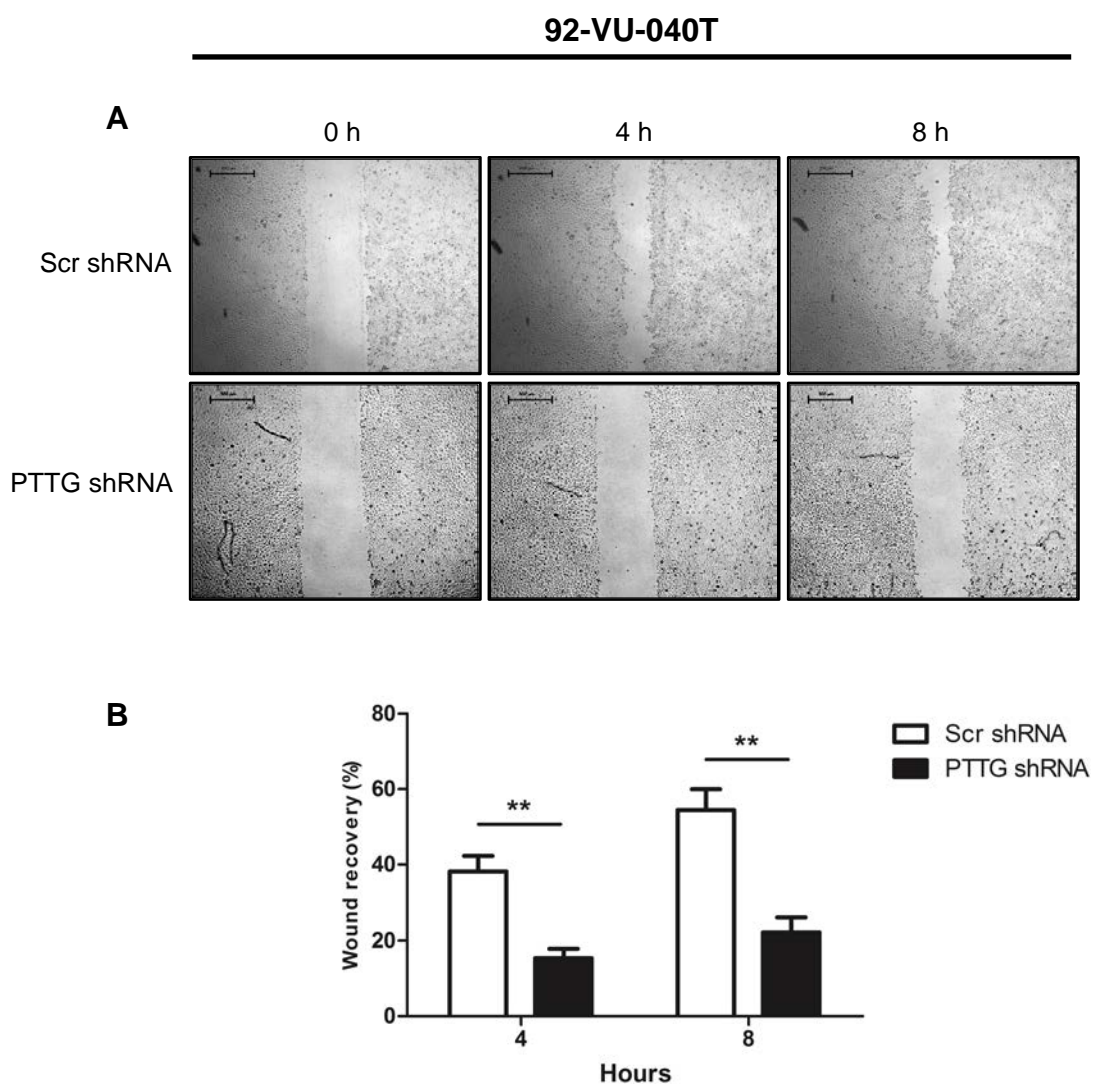 92-VU-040T
A
0 h 4 h 8 h
Scr shRNA
PTTG shRNA
B
Wound recovery (%)
80
60
40
20
0
** **
4 8
Hours
Scr shRNA
PTTG shRNA